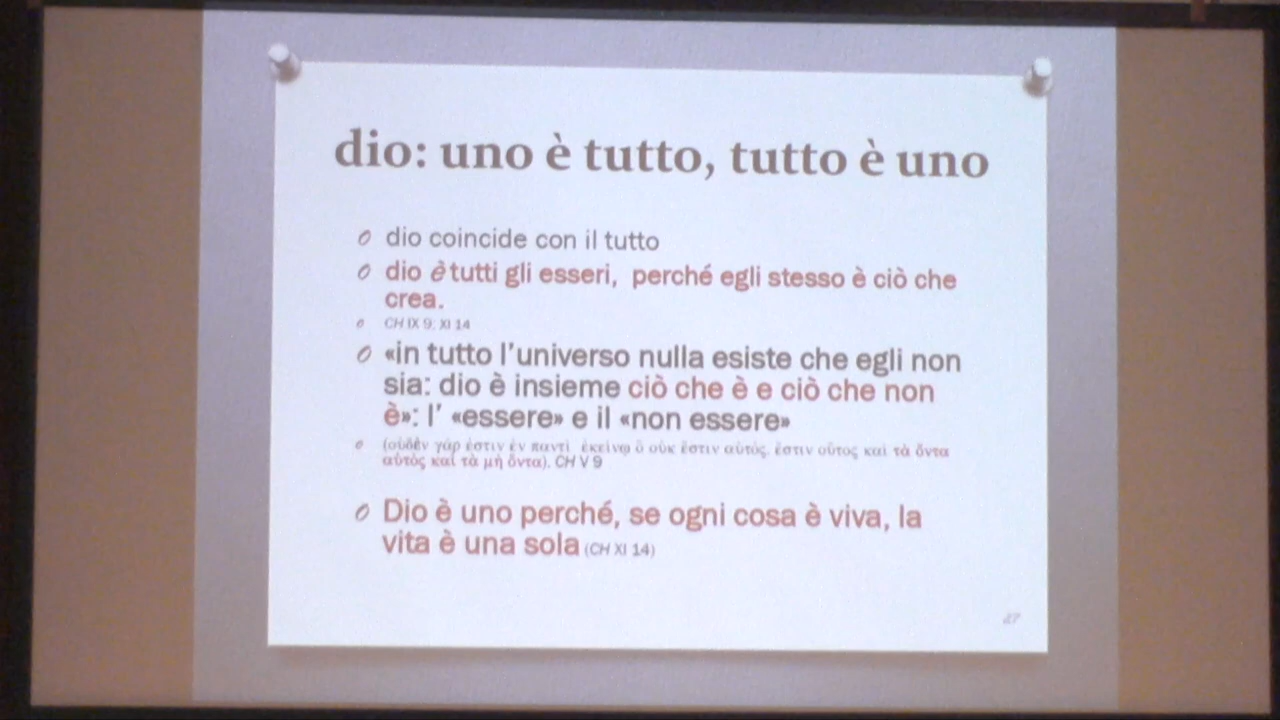 dio: uno è tutto, tutto è uno
o dio coincide con il tutto
o dio è tutti gli esseri, perché egli stesso è ciò che
crea.
o CH IX 9; XI 14
o «in tutto l'universo nulla esiste che egli non
sia: dio è insieme ciò che è e ciò che non
è»: l' «essere» e il «non essere»
o (οὐδὲν γάρ ἐστιν ἐν παντὶ ἐκείνῳ ὃ οὐκ ἔστιν αὐτός. ἔστιν οὗτος καὶ τὰ ὄντα
αὐτὸς καὶ τὰ μὴ ὄντα). CH V 9
o Dio è uno perché, se ogni cosa è viva, la
vita è una sola (CH XI 14)
27